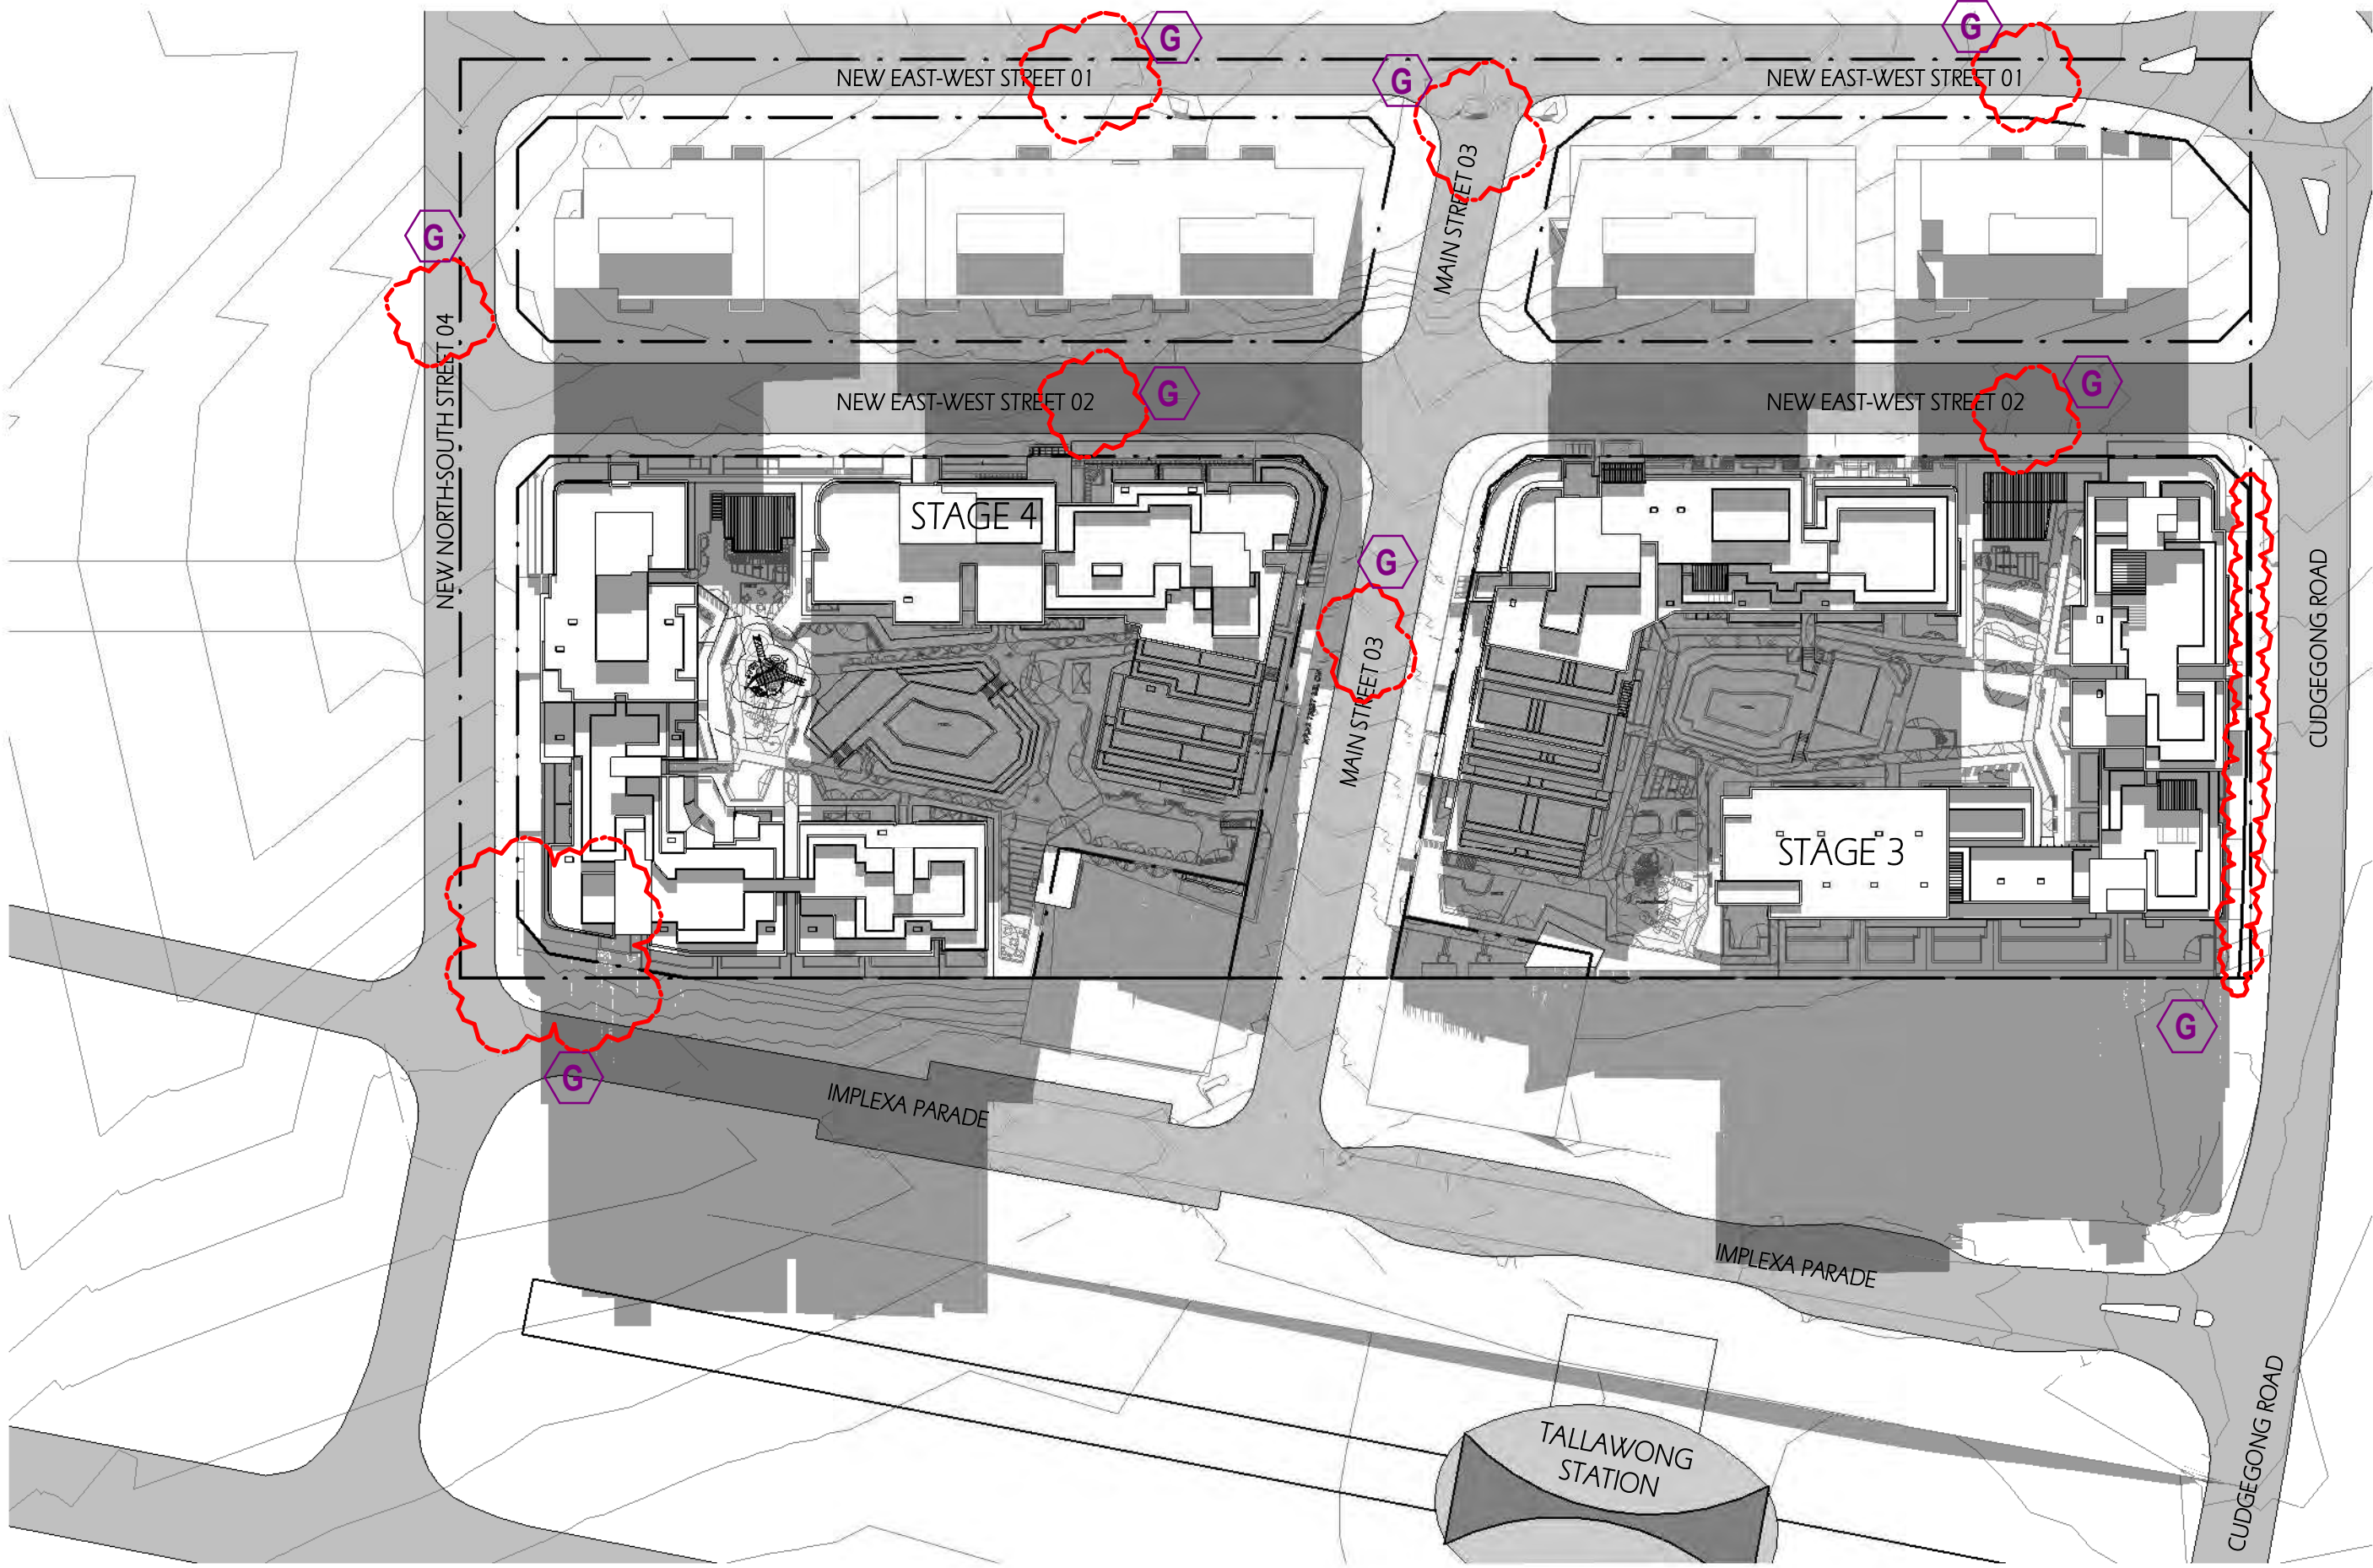 G
G
G
NEW EAST-WEST STREET 01
NEW EAST-WEST STREET 01
MAIN STREET 03
G
NEW NORTH-SOUTH STREET 04
G
G
NEW EAST-WEST STREET 02
NEW EAST-WEST STREET 02
STAGE 4
G
MAIN STREET 03
CUDGEGONG ROAD
STAGE 3
G
G
IMPLEXA PARADE
IMPLEXA PARADE
TALLAWONG
STATION
CUDGEGONG ROAD